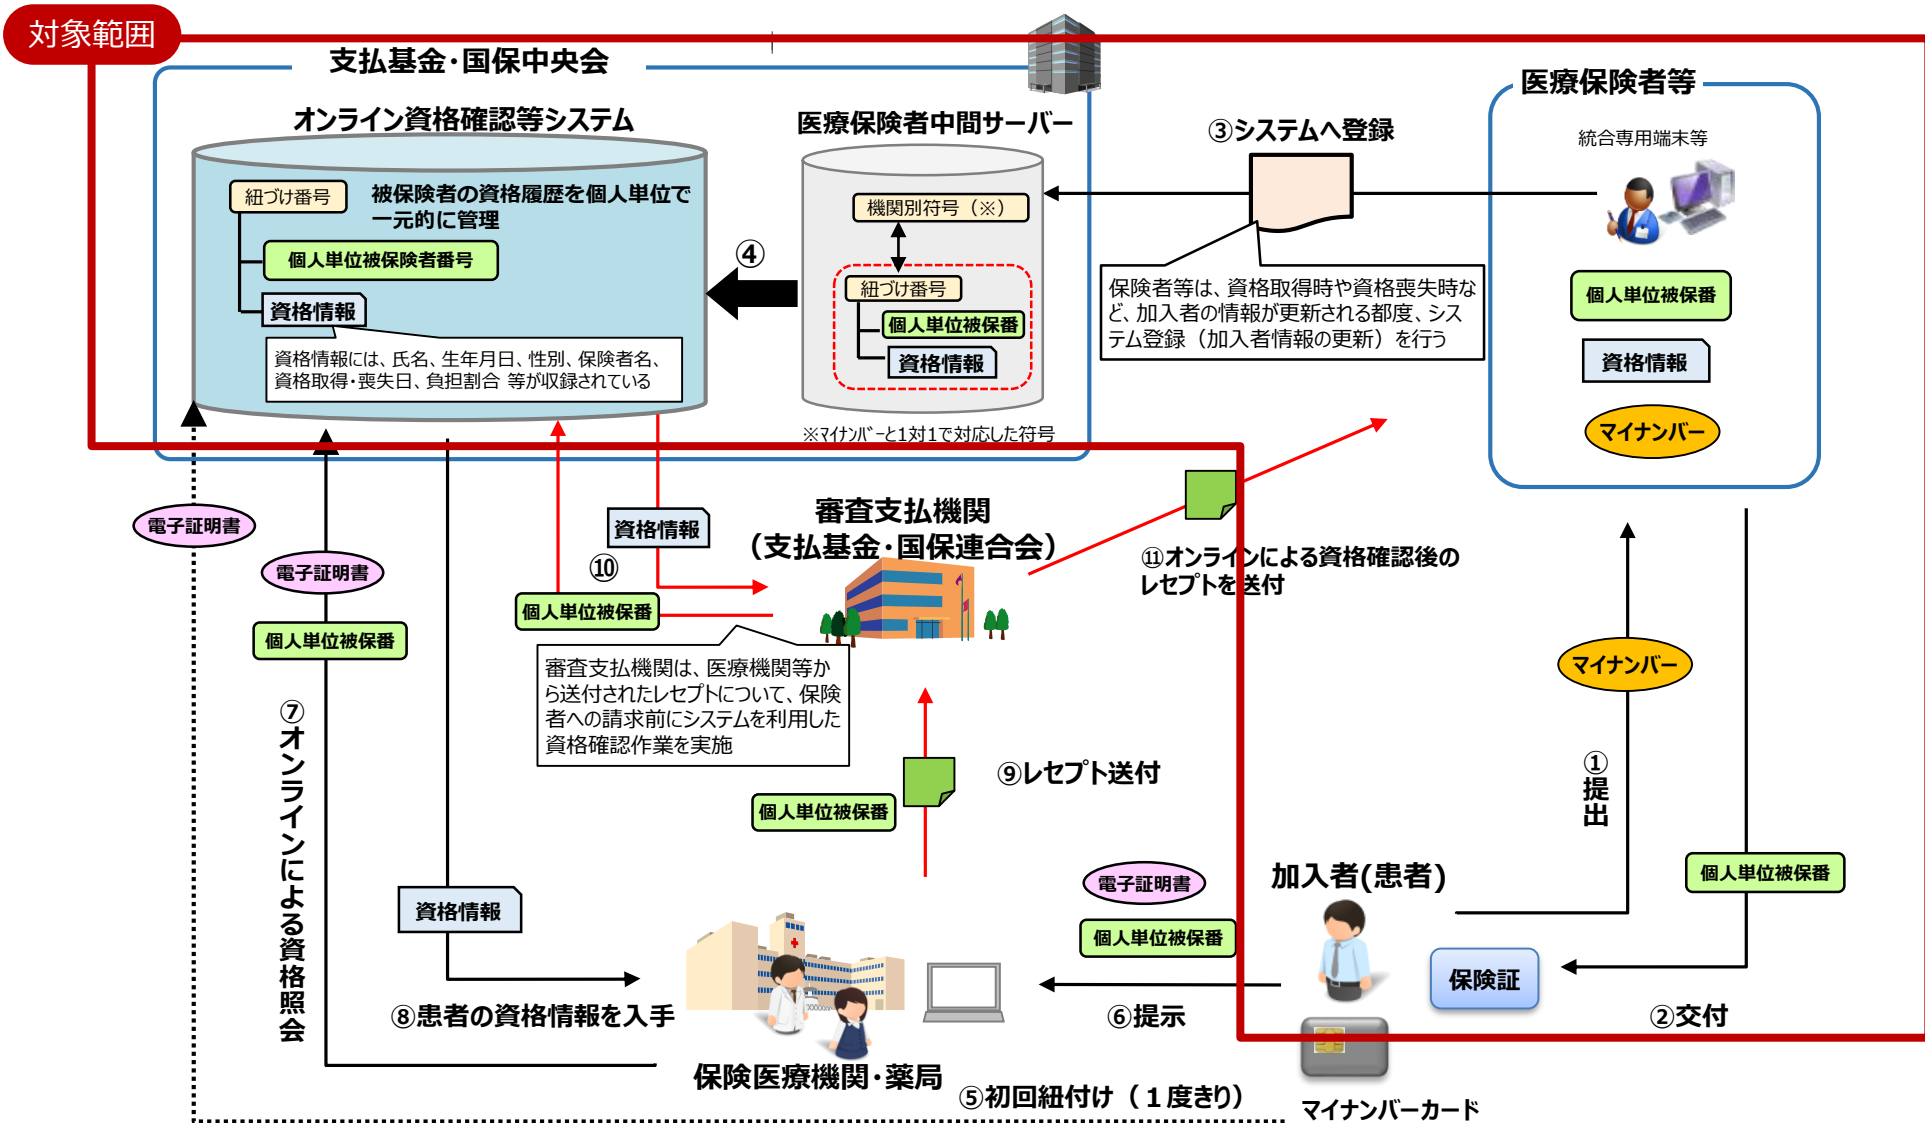 対象範囲
支払基金・国保中央会
オンライン資格確認等システム
紐づけ番号
被保険者の資格履歴を個人単位で
一元的に管理
個人単位被保険者番号
資格情報
資格情報には、氏名、生年月日、性別、保険者名、
資格取得・喪失日、負担割合 等が収録されている
④
医療保険者中間サーバー
機関別符号（※）
紐づけ番号
個人単位被保番
資格情報
※マイナンバーと1対1で対応した符号
③システムへ登録
保険者等は、資格取得時や資格喪失時な
ど、加入者の情報が更新される都度、シス
テム登録（加入者情報の更新）を行う
医療保険者等
統合専用端末等
個人単位被保番
資格情報
マイナンバー
電子証明書
電子証明書
個人単位被保番
⑦オンラインによる資格照会
資格情報
⑩
個人単位被保番
審査支払機関
（支払基金・国保連合会）
審査支払機関は、医療機関等か
ら送付されたレセプトについて、保険
者への請求前にシステムを利用した
資格確認作業を実施
⑪オンラインによる資格確認後の
レセプトを送付
⑨レセプト送付
個人単位被保番
マイナンバー
①提出
個人単位被保番
②交付
加入者(患者)
保険証
電子証明書
個人単位被保番
⑥提示
資格情報
⑧患者の資格情報を入手
保険医療機関・薬局
⑤初回紐付け（１度きり）
マイナンバーカード